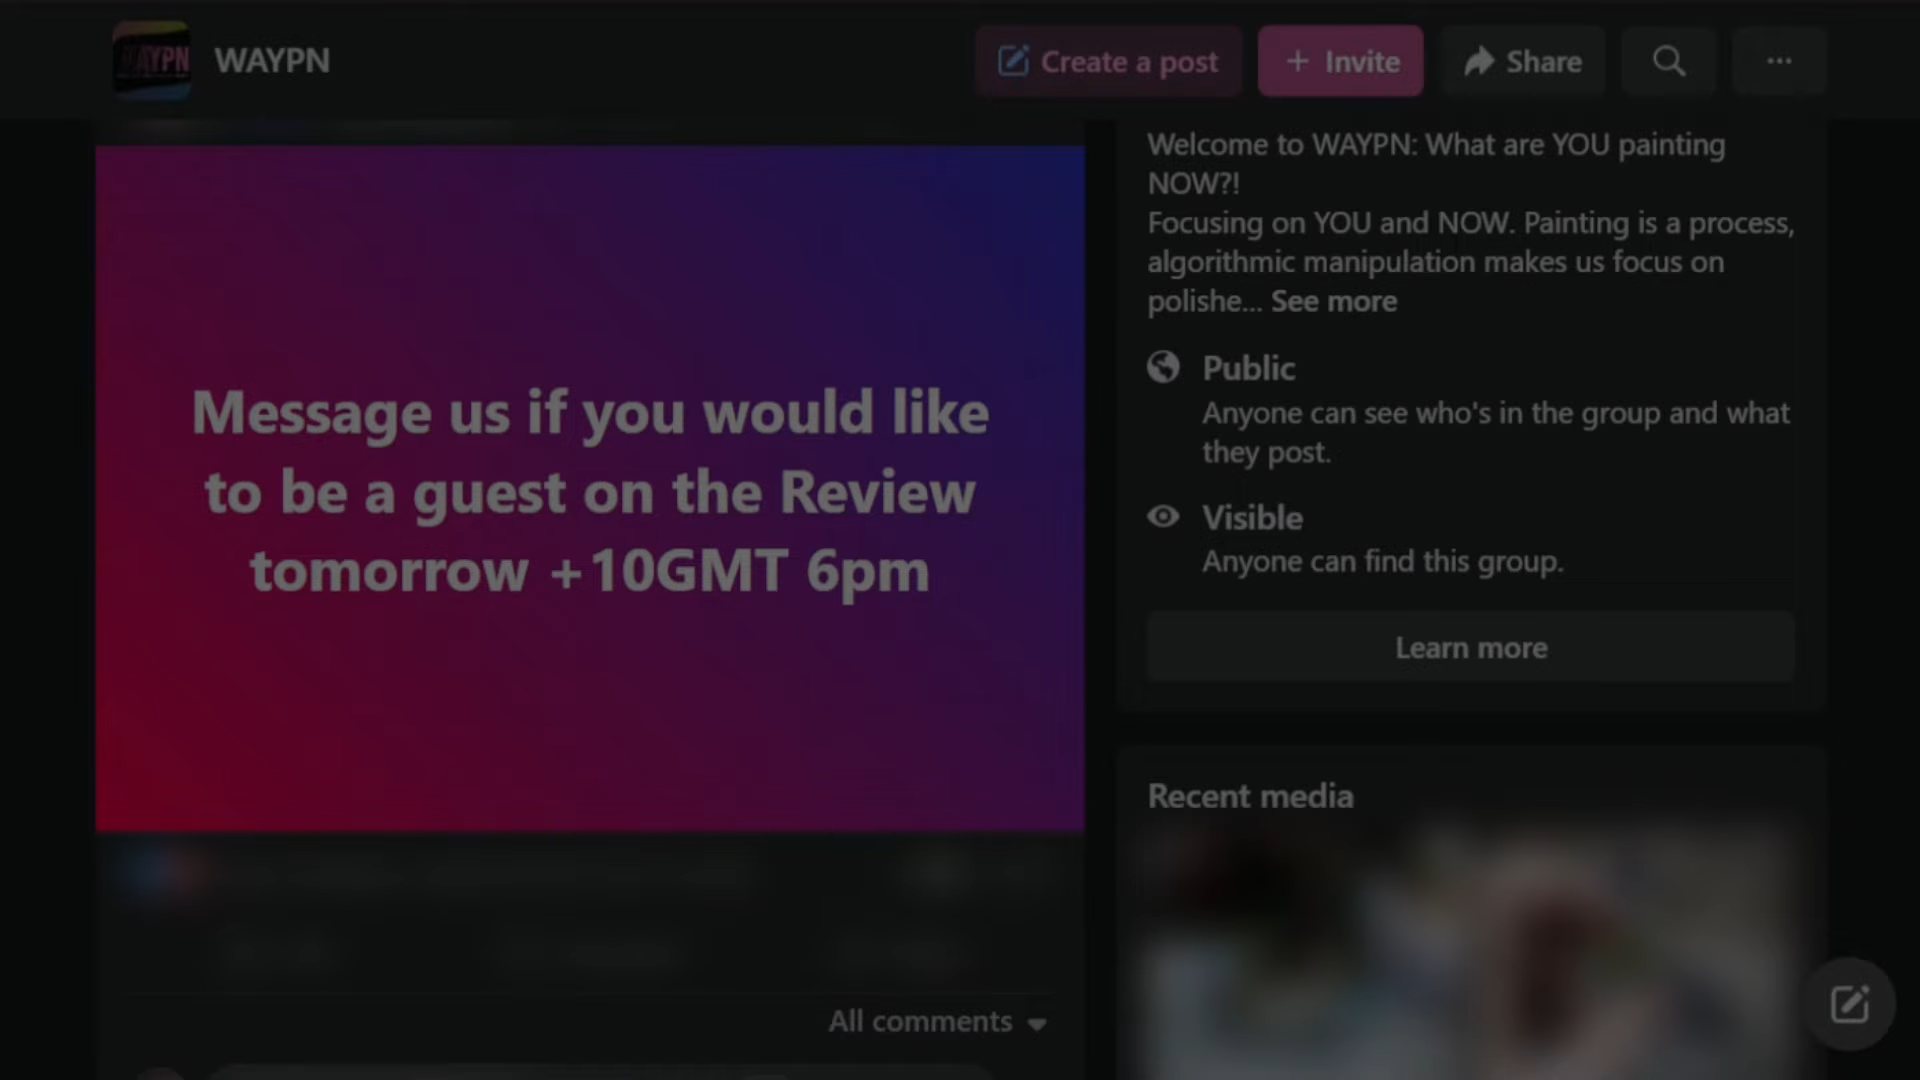 WAYPN
WAYPN
Create a post
+ Invite
Share
Welcome to WAYPN: What are YOU painting
NOW?!
Focusing on YOU and NOW. Painting is a process,
algorithmic manipulation makes us focus on
polishe... See more
Public
Anyone can see who's in the group and what
they post.
Visible
Anyone can find this group.
Learn more
Recent media
Message us if you would like
to be a guest on the Review
tomorrow +10GMT 6pm
All comments